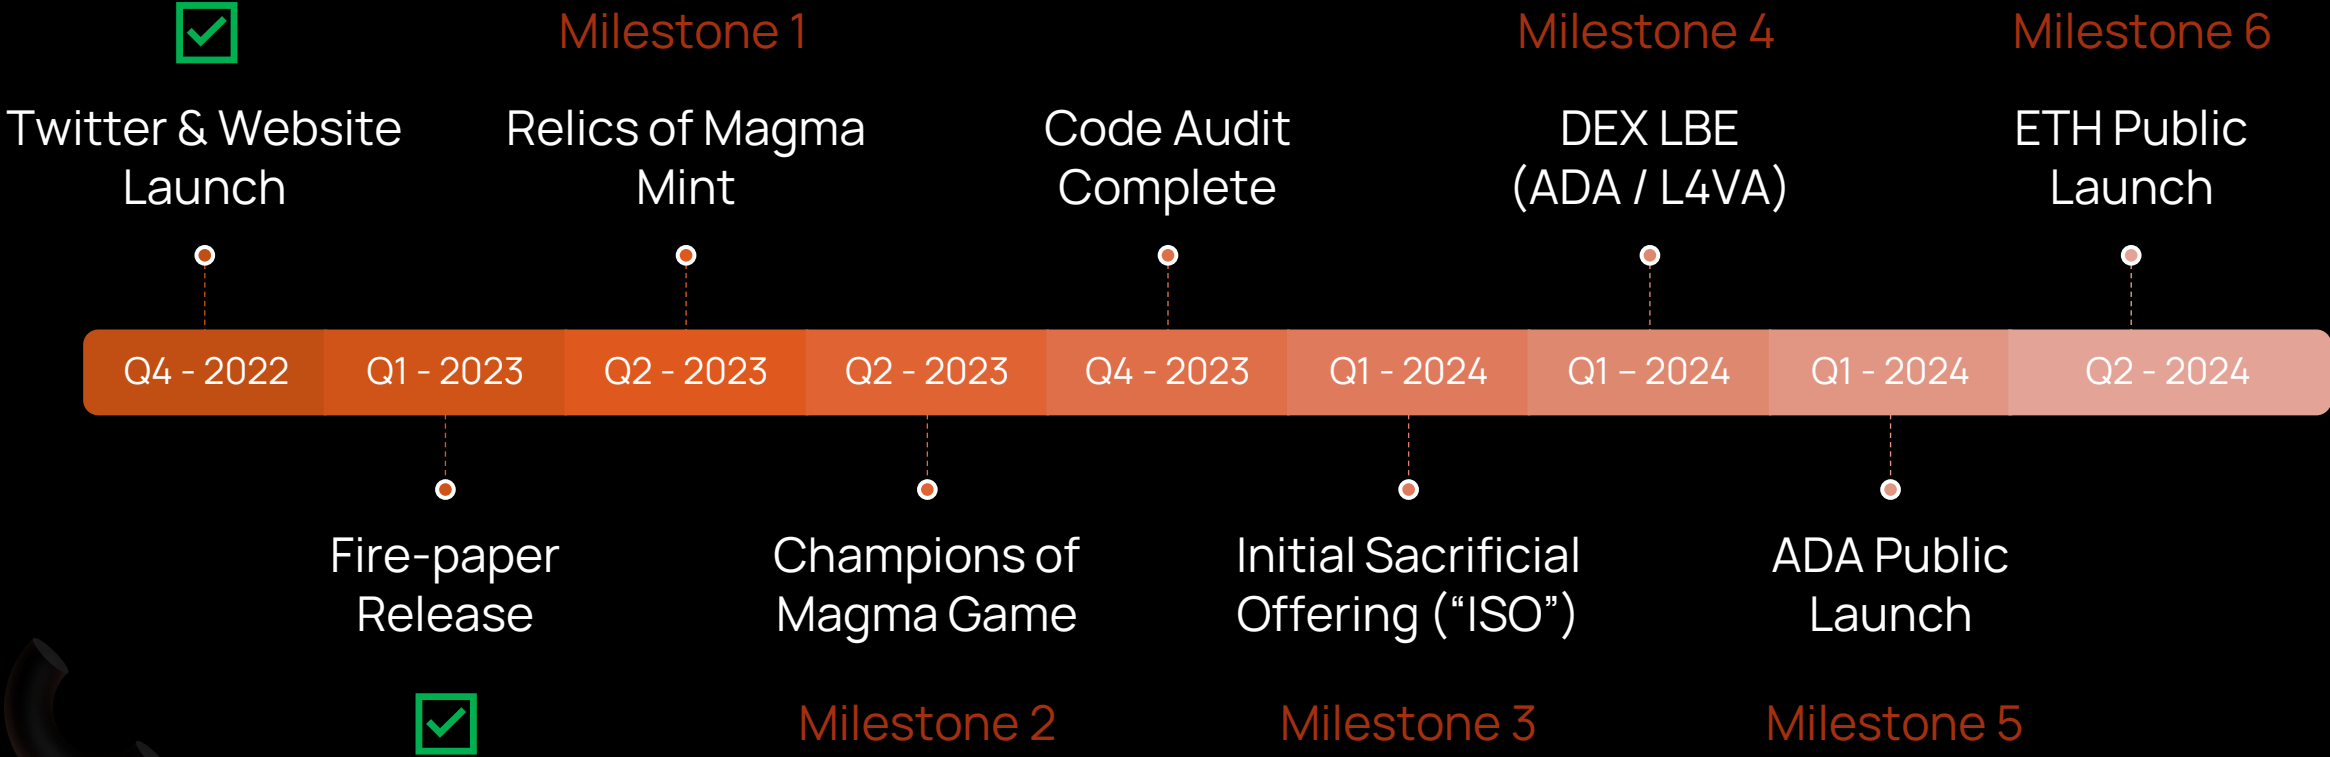 Milestone 1
Milestone 4
Milestone 6
Twitter & Website
Launch
Relics of Magma
Mint
Code Audit
Complete
DEX LBE
(ADA / L4VA)
ETH Public
Launch
Q4 - 2022
Q1 - 2023
Q2 - 2023
Q2 - 2023
Q4 - 2023
Q1 - 2024
Q1 – 2024
Q1 - 2024
Q2 - 2024
Fire-paper
Release
Champions of
Magma Game
Initial Sacrificial
Offering (“ISO”)
ADA Public
Launch
Milestone 2
Milestone 3
Milestone 5